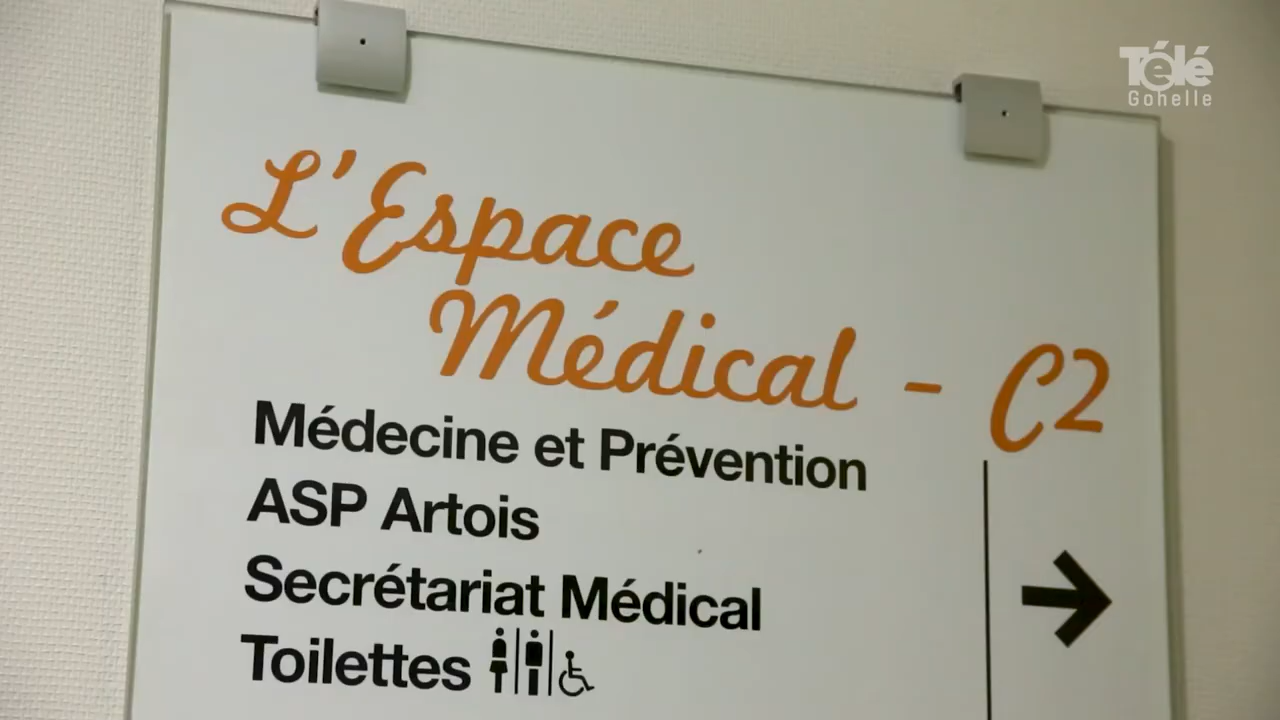 Télé
Gohelle
L'Espace
Médical - C2
Médecine et Prévention
ASP Artois
Secrétariat Médical
Toilettes